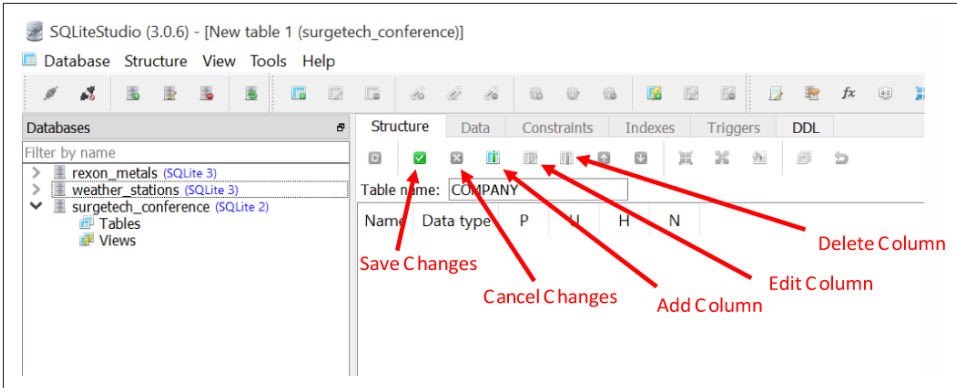 SQLiteStudio (3.0.6) - [New table 1 (surgetech_conference)]
Database Structure View Tools Help
fx
Databases
Structure Data Constraints Indexes Triggers DDL
Filter by name
rexon_metals (SQLite 3)
weather_stations (SQLite 3)
surgetech_conference (SQLite 2)
Tables
Views
Table name: COMPANY
Name Data type P U H N
Delete Column
Save Changes
Edit Column
Cancel Changes
Add Column